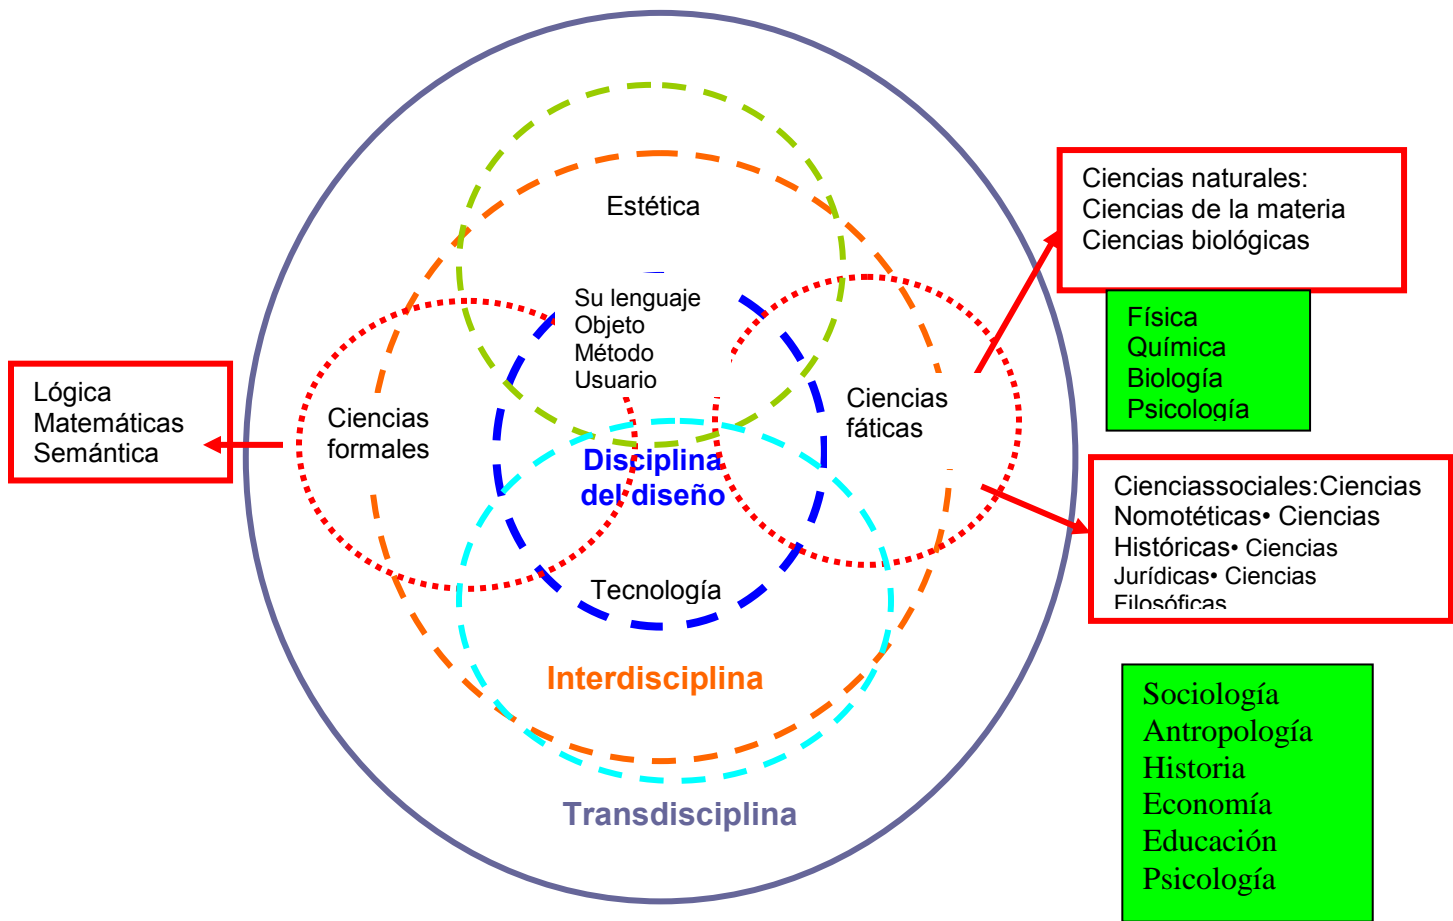 Estética
Su lenguaje
Objeto
Método
Usuario
Ciencias
formales
Ciencias
fáticas
Disciplina
del diseño
Tecnología
Interdisciplina
Transdisciplina
Lógica
Matemáticas
Semántica
Ciencias naturales:
Ciencias de la materia
Ciencias biológicas
Física
Química
Biología
Psicología
Cienciassociales:Ciencias
Nomotéticas• Ciencias
Históricas• Ciencias
Jurídicas• Ciencias
Filosóficas
Sociología
Antropología
Historia
Economía
Educación
Psicología